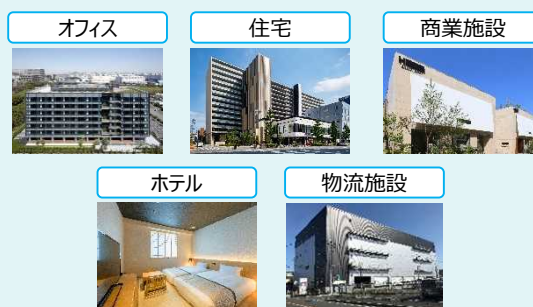 オフィス
住宅
商業施設
ホテル
物流施設